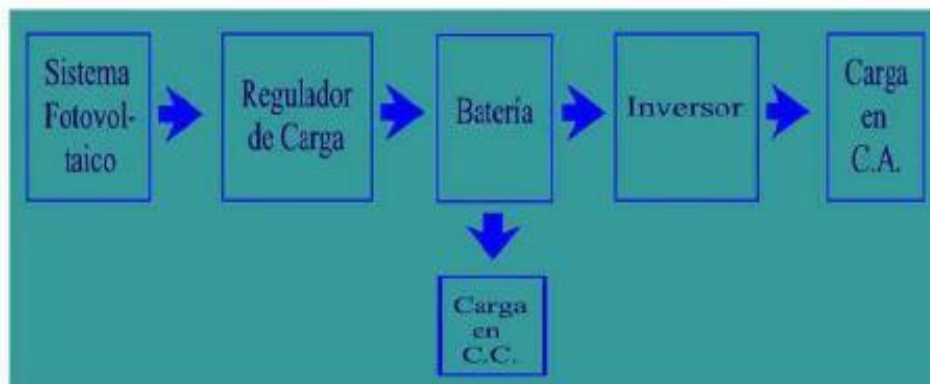 Sistema
Fotovol-
taico
Regulador
de Carga
Batería
Inversor
Carga
en
C.A.
Carga
en
C.C.